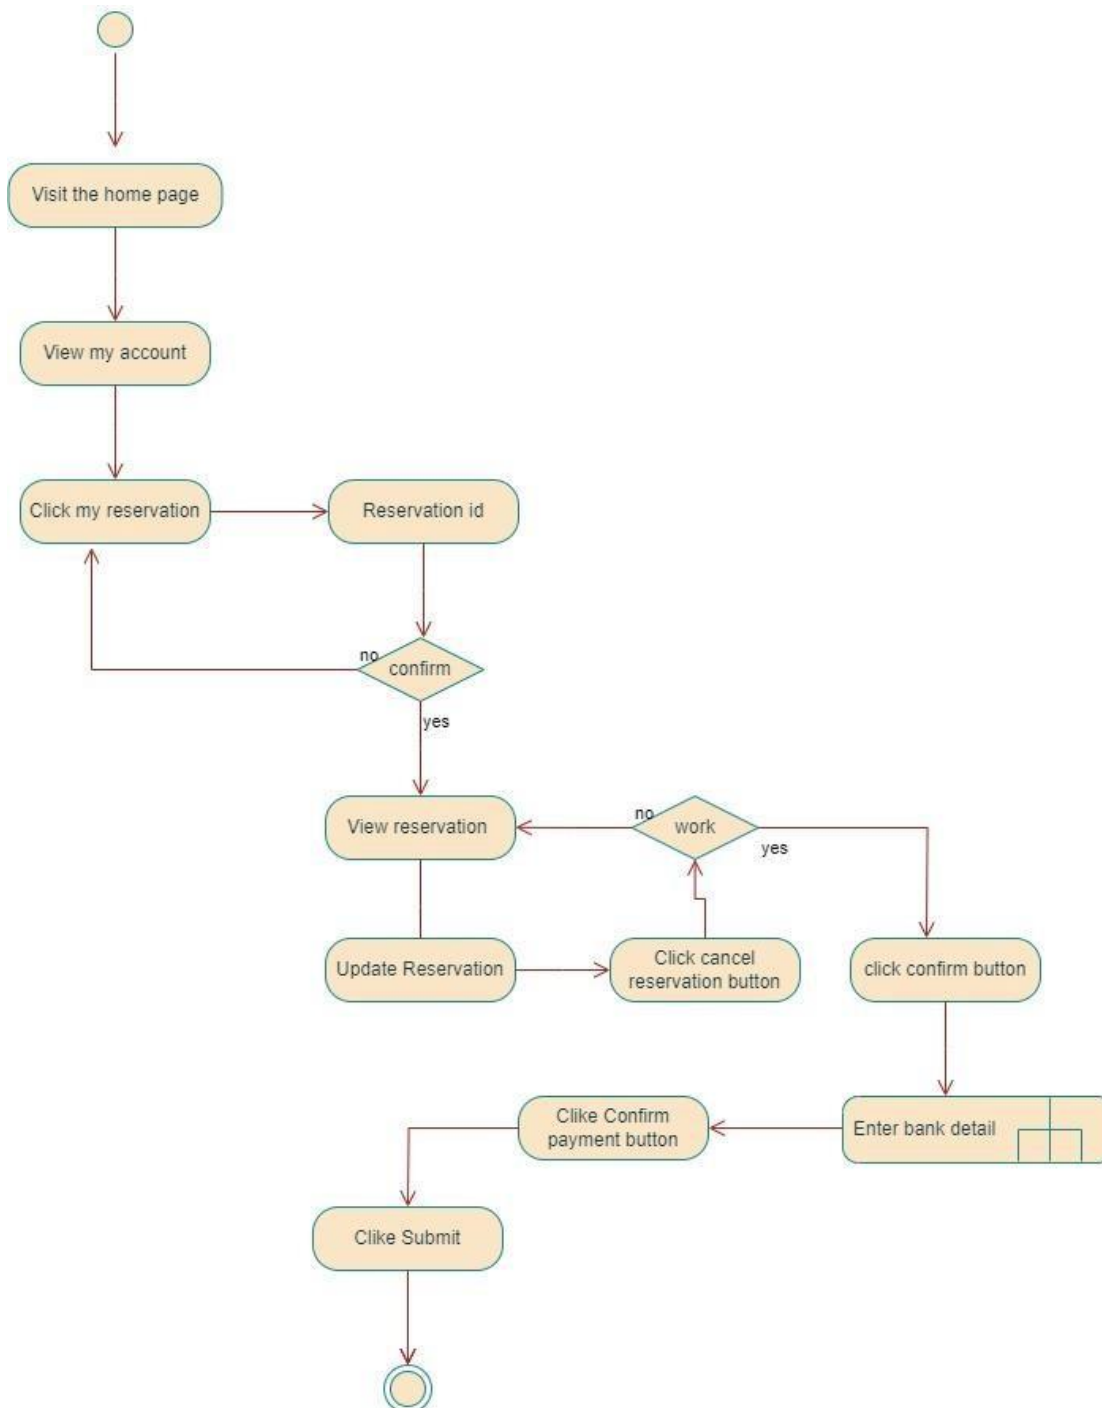 Visit the home page
View my account
Click my reservation
Reservation id
no
confirm
yes
View reservation
no
work
yes
Update Reservation
Click cancel
reservation button
click confirm button
Clike Confirm
payment button
Enter bank detail
Clike Submit